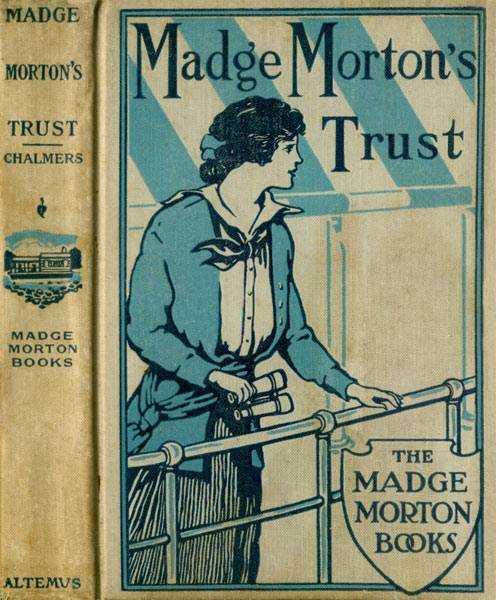 MADGE
MORTON'S
TRUST
CHALMERS
MADGE
MORTON
BOOKS
ALTEMUS
Madge Morton's
Trust
THE
MADGE
MORTON
BOOKS